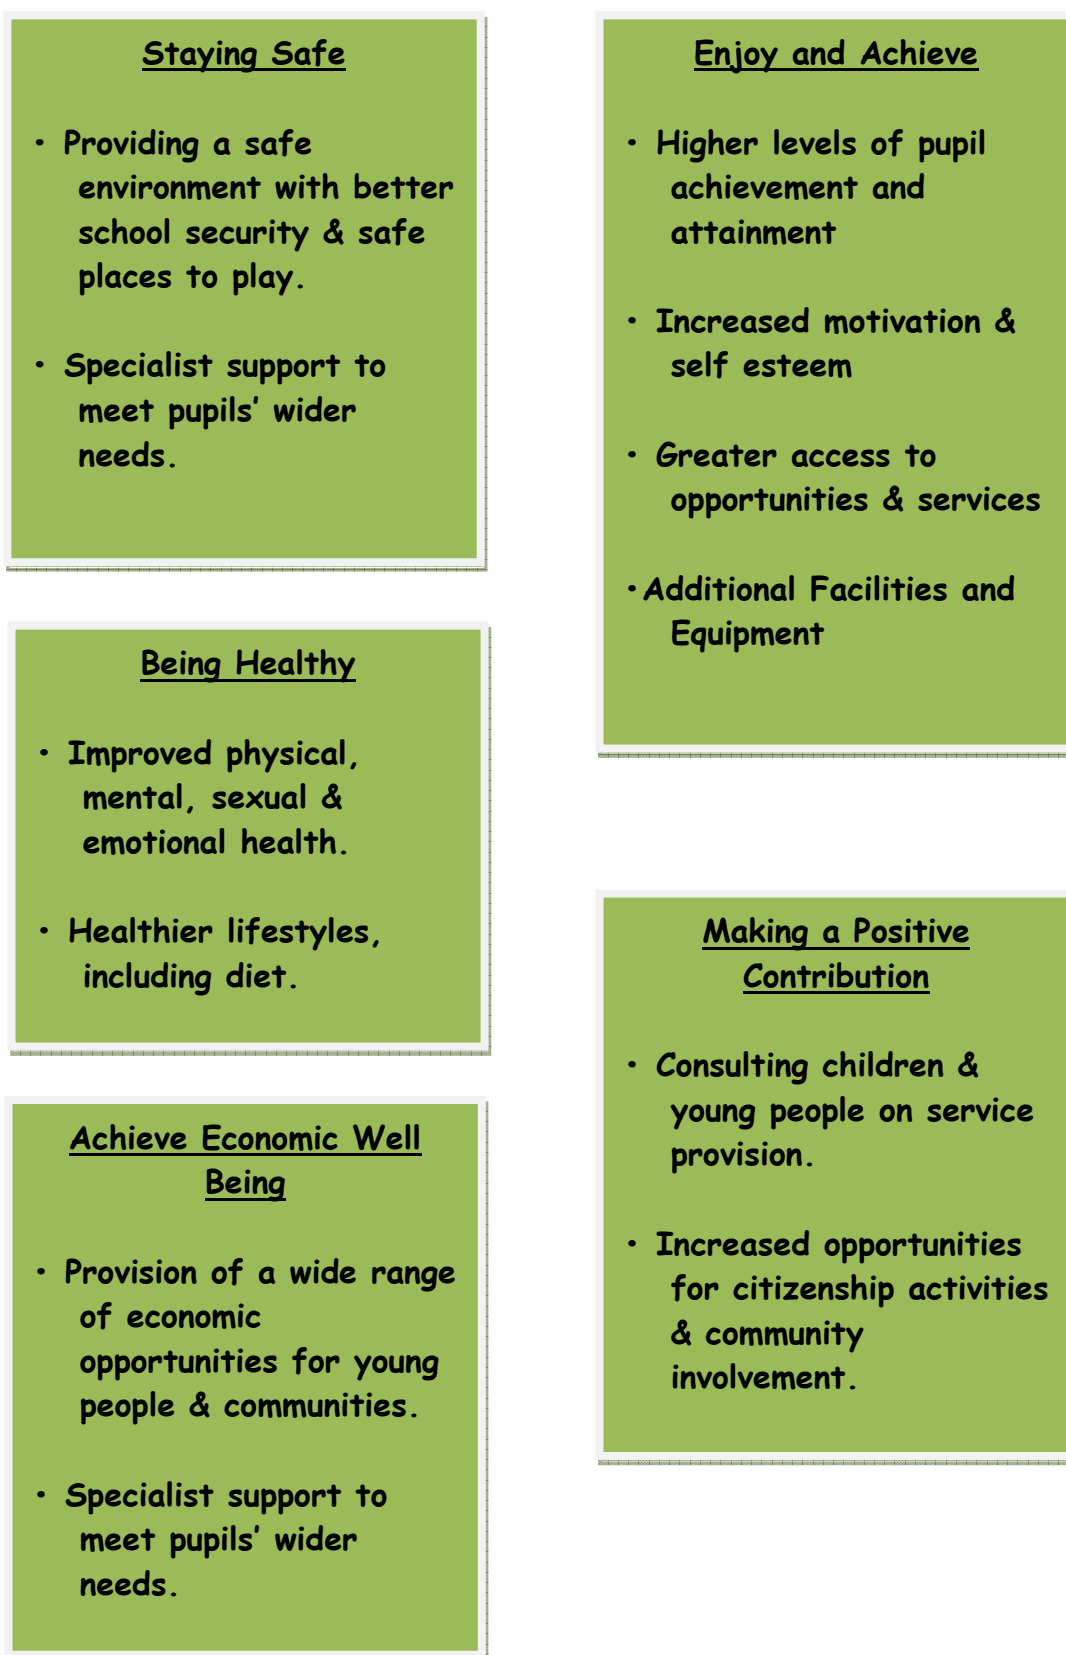 Staying Safe
• Providing a safe
environment with better
school security & safe
places to play.
• Specialist support to
meet pupils’ wider
needs.
Being Healthy
• Improved physical,
mental, sexual &
emotional health.
• Healthier lifestyles,
including diet.
Achieve Economic Well
Being
• Provision of a wide range
of economic
opportunities for young
people & communities.
• Specialist support to
meet pupils’ wider
needs.
Enjoy and Achieve
• Higher levels of pupil
achievement and
attainment
• Increased motivation &
self esteem
• Greater access to
opportunities & services
•Additional Facilities and
Equipment
Making a Positive
Contribution
• Consulting children &
young people on service
provision.
• Increased opportunities
for citizenship activities
& community
involvement.